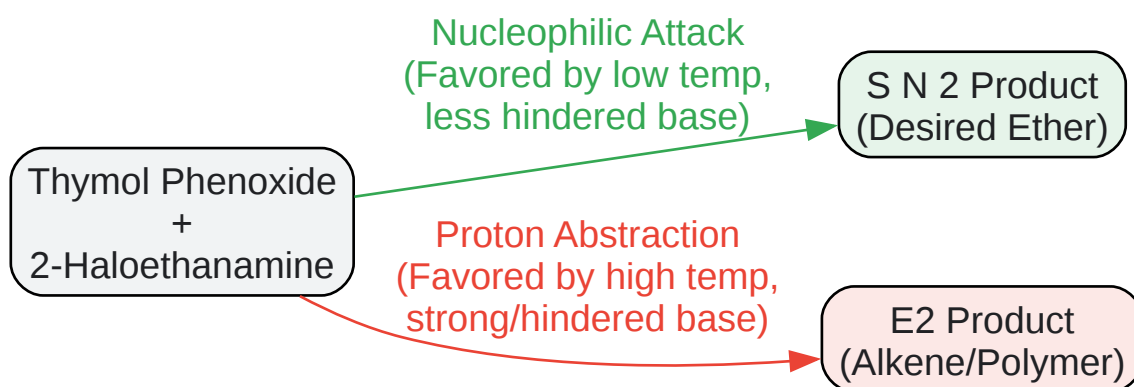 Nucleophilic Attack
(Favored by low temp,
less hindered base)
S N 2 Product
(Desired Ether)
Thymol Phenoxide
+
2-Haloethanamine
Proton Abstraction
(Favored by high temp,
strong/hindered base)
E2 Product
(Alkene/Polymer)